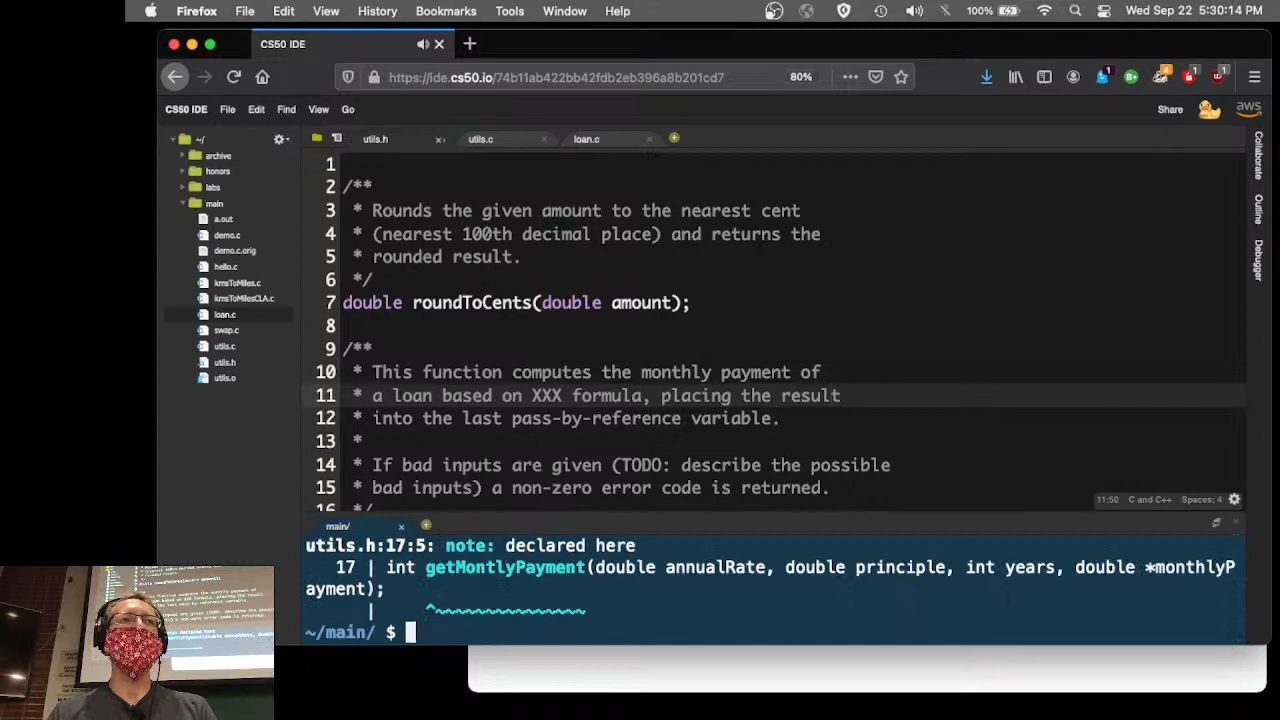 Firefox File Edit View History Bookmarks Tools Window Help 100% Wed Sep 22 5:30:14 PM
CS50 IDE
https://ide.cs50.io/74b11ab422bb42fdb2eb396a8b201cd7 80%
CS50 IDE File Edit Find View Go Share aws
~/ utils.h utils.c loan.c
archive
honors
labs
main
a.out
demo.c
demo.c.orig
hello.c
kmsToMiles.c
kmsToMilesCLA.c
loan.c
swap.c
utils.c
utils.h
utils.o
1
2 /**
3 * Rounds the given amount to the nearest cent
4 * (nearest 100th decimal place) and returns the
5 * rounded result.
6 */
7 double roundToCents(double amount);
8
9 /**
10 * This function computes the monthly payment of
11 * a loan based on XXX formula, placing the result
12 * into the last pass-by-reference variable.
13 *
14 * If bad inputs are given (TODO: describe the possible
15 * bad inputs) a non-zero error code is returned.
16 */
11:50 C and C++ Spaces: 4
Collaborate
Outline
Debugger
main/
utils.h:17:5: note: declared here
17 | int getMontlyPayment(double annualRate, double principle, int years, double *monthlyP
ayment);
| ^~~~~~~~~~~~~~~~
~/main/ $